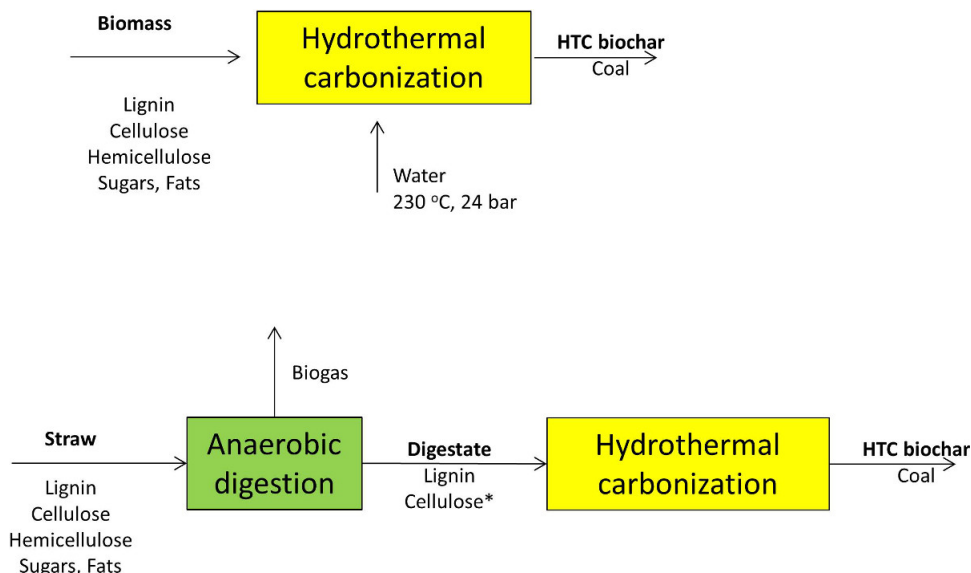 Biomass
Hydrothermal
carbonization
HTC biochar
Coal
Lignin
Cellulose
Hemicellulose
Sugars, Fats
Water
230 °C, 24 bar
Biogas
Straw
Anaerobic
digestion
Digestate
Lignin
Cellulose*
Hydrothermal
carbonization
HTC biochar
Coal
Lignin
Cellulose
Hemicellulose
Sugars, Fats